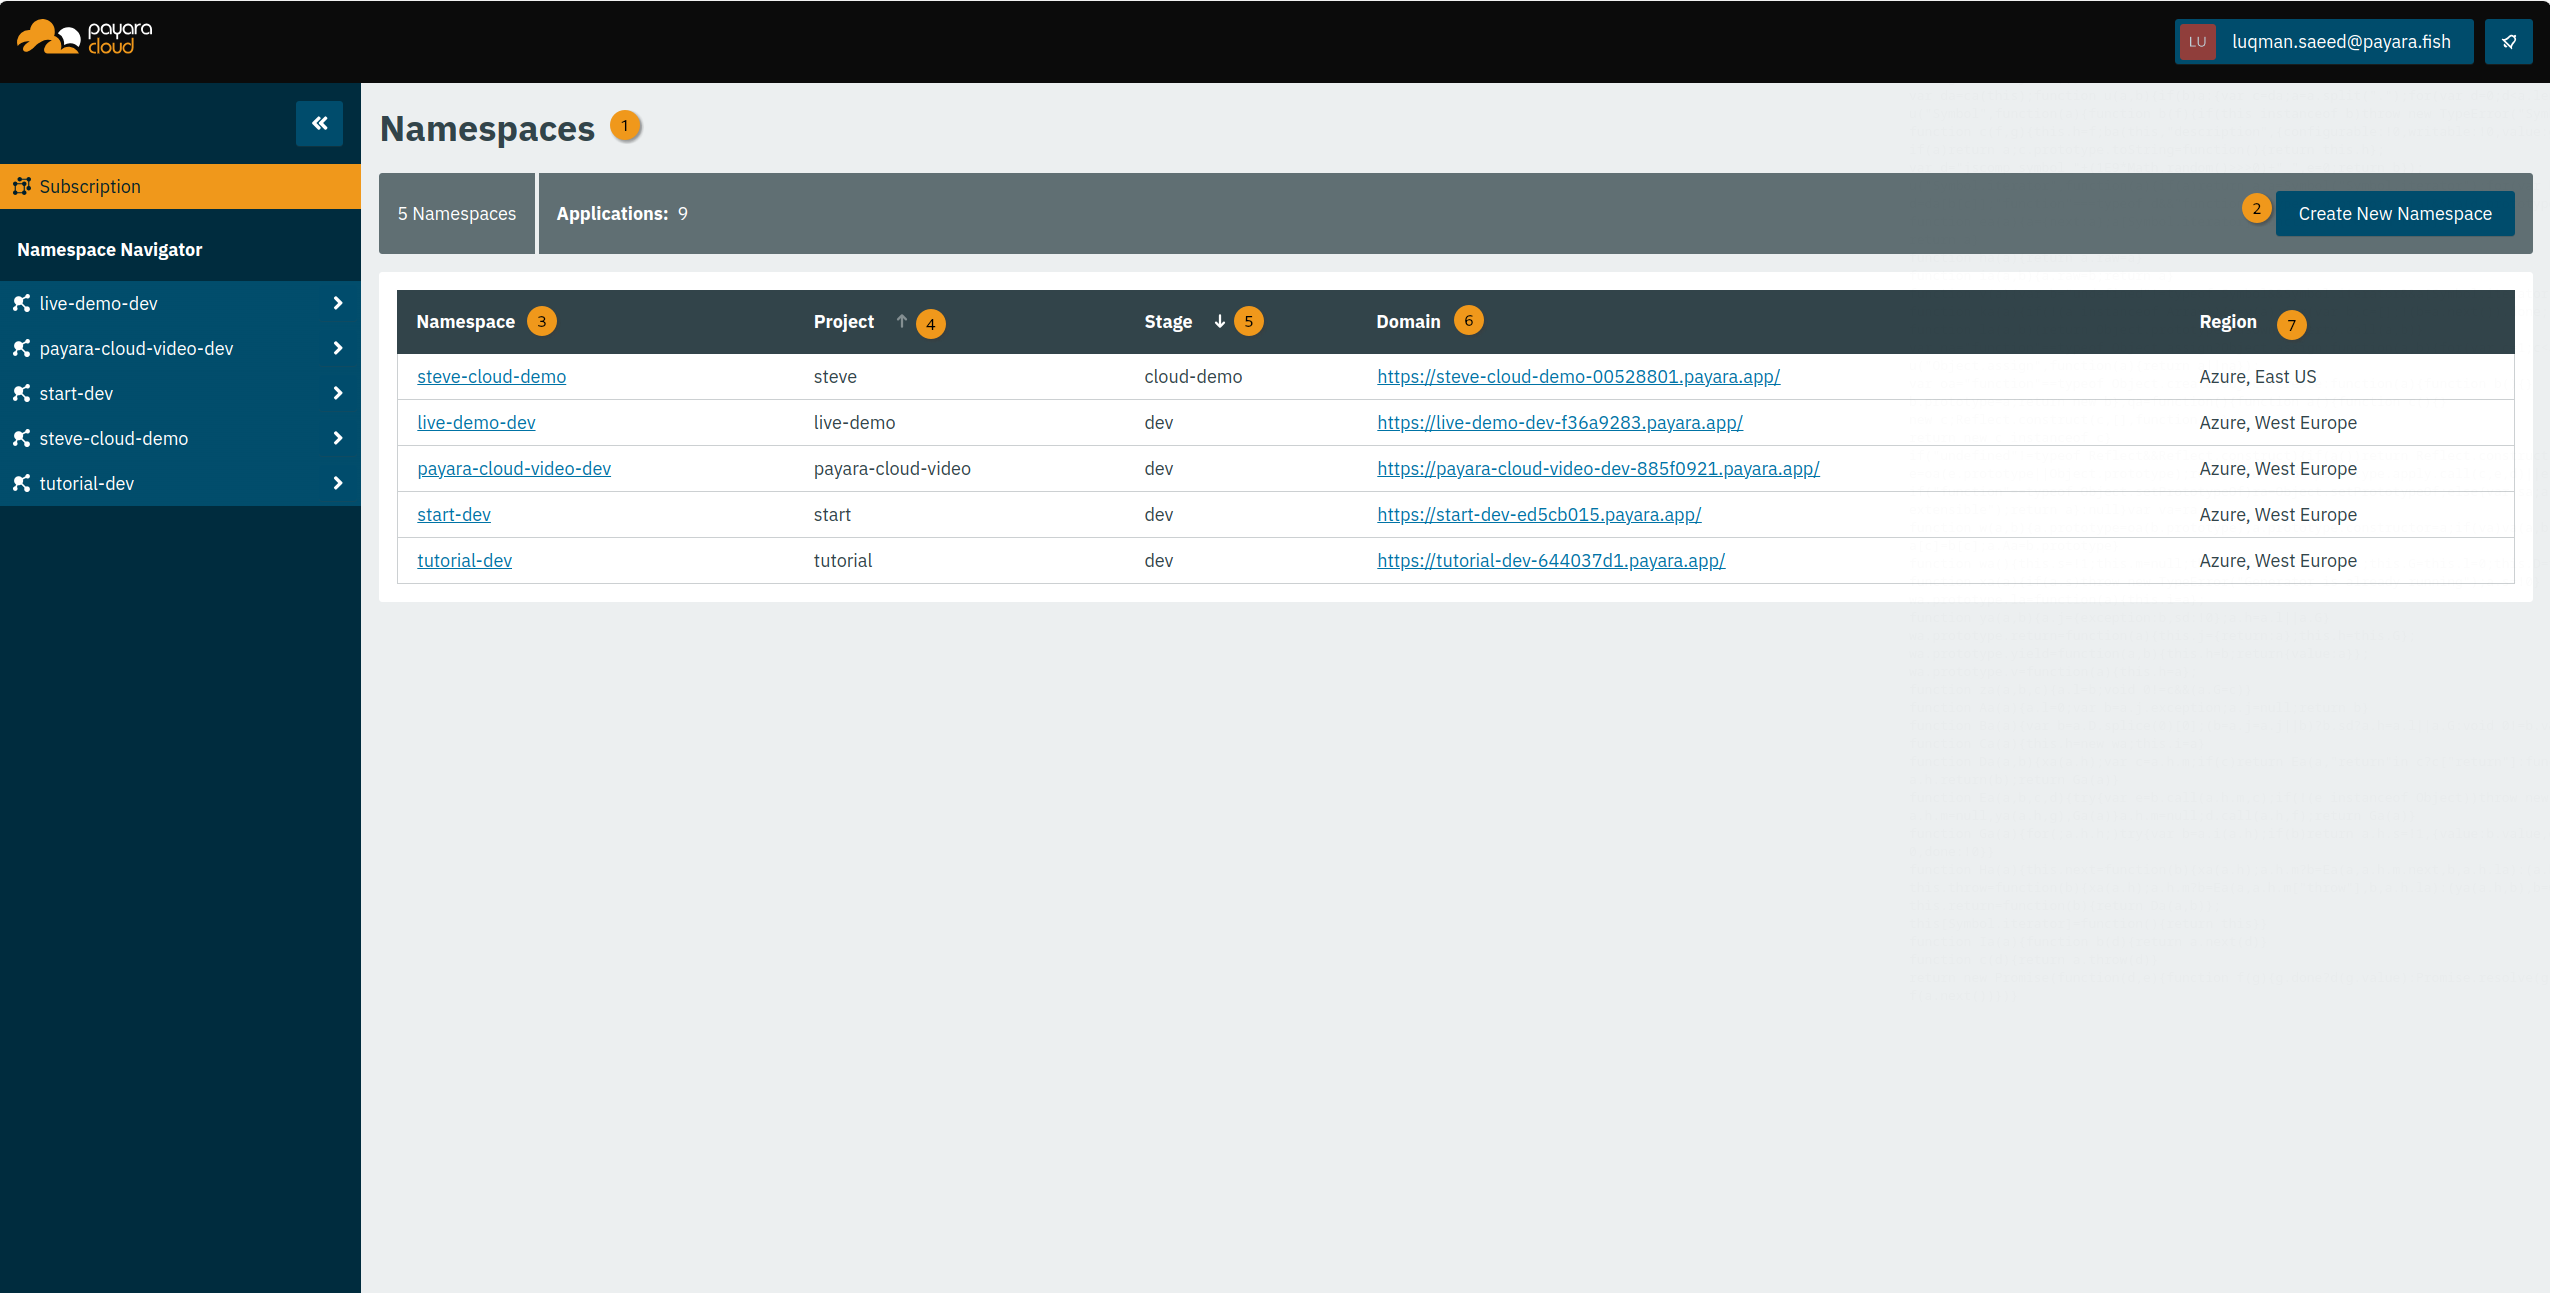 payara
cloud
LU luqman.saeed@payara.fish
Subscription
Namespace Navigator
live-demo-dev
payara-cloud-video-dev
start-dev
steve-cloud-demo
tutorial-dev
Namespaces 1
5 Namespaces Applications: 9 2 Create New Namespace
Namespace 3 Project 4 Stage 5 Domain 6 Region 7
steve-cloud-demo steve cloud-demo https://steve-cloud-demo-00528801.payara.app/ Azure, East US
live-demo-dev live-demo dev https://live-demo-dev-f36a9283.payara.app/ Azure, West Europe
payara-cloud-video-dev payara-cloud-video dev https://payara-cloud-video-dev-885f0921.payara.app/ Azure, West Europe
start-dev start dev https://start-dev-ed5cb015.payara.app/ Azure, West Europe
tutorial-dev tutorial dev https://tutorial-dev-644037d1.payara.app/ Azure, West Europe